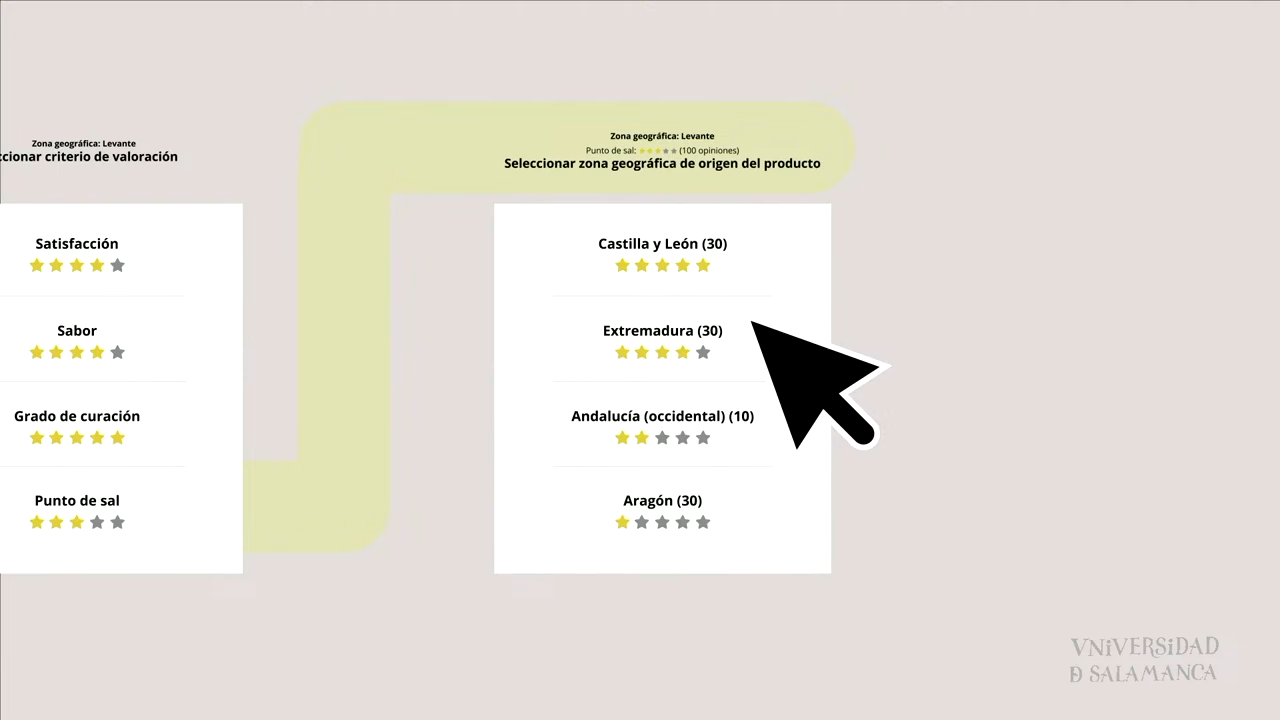 Zona geográfica: Levante
ccionar criterio de valoración
Satisfacción
Sabor
Grado de curación
Punto de sal
Zona geográfica: Levante
Punto de sal: ★★★★★ (100 opiniones)
Seleccionar zona geográfica de origen del producto
Castilla y León (30)
Extremadura (30)
Andalucía (occidental) (10)
Aragón (30)
VNiVERSiDAD
Ð SALAMANCA